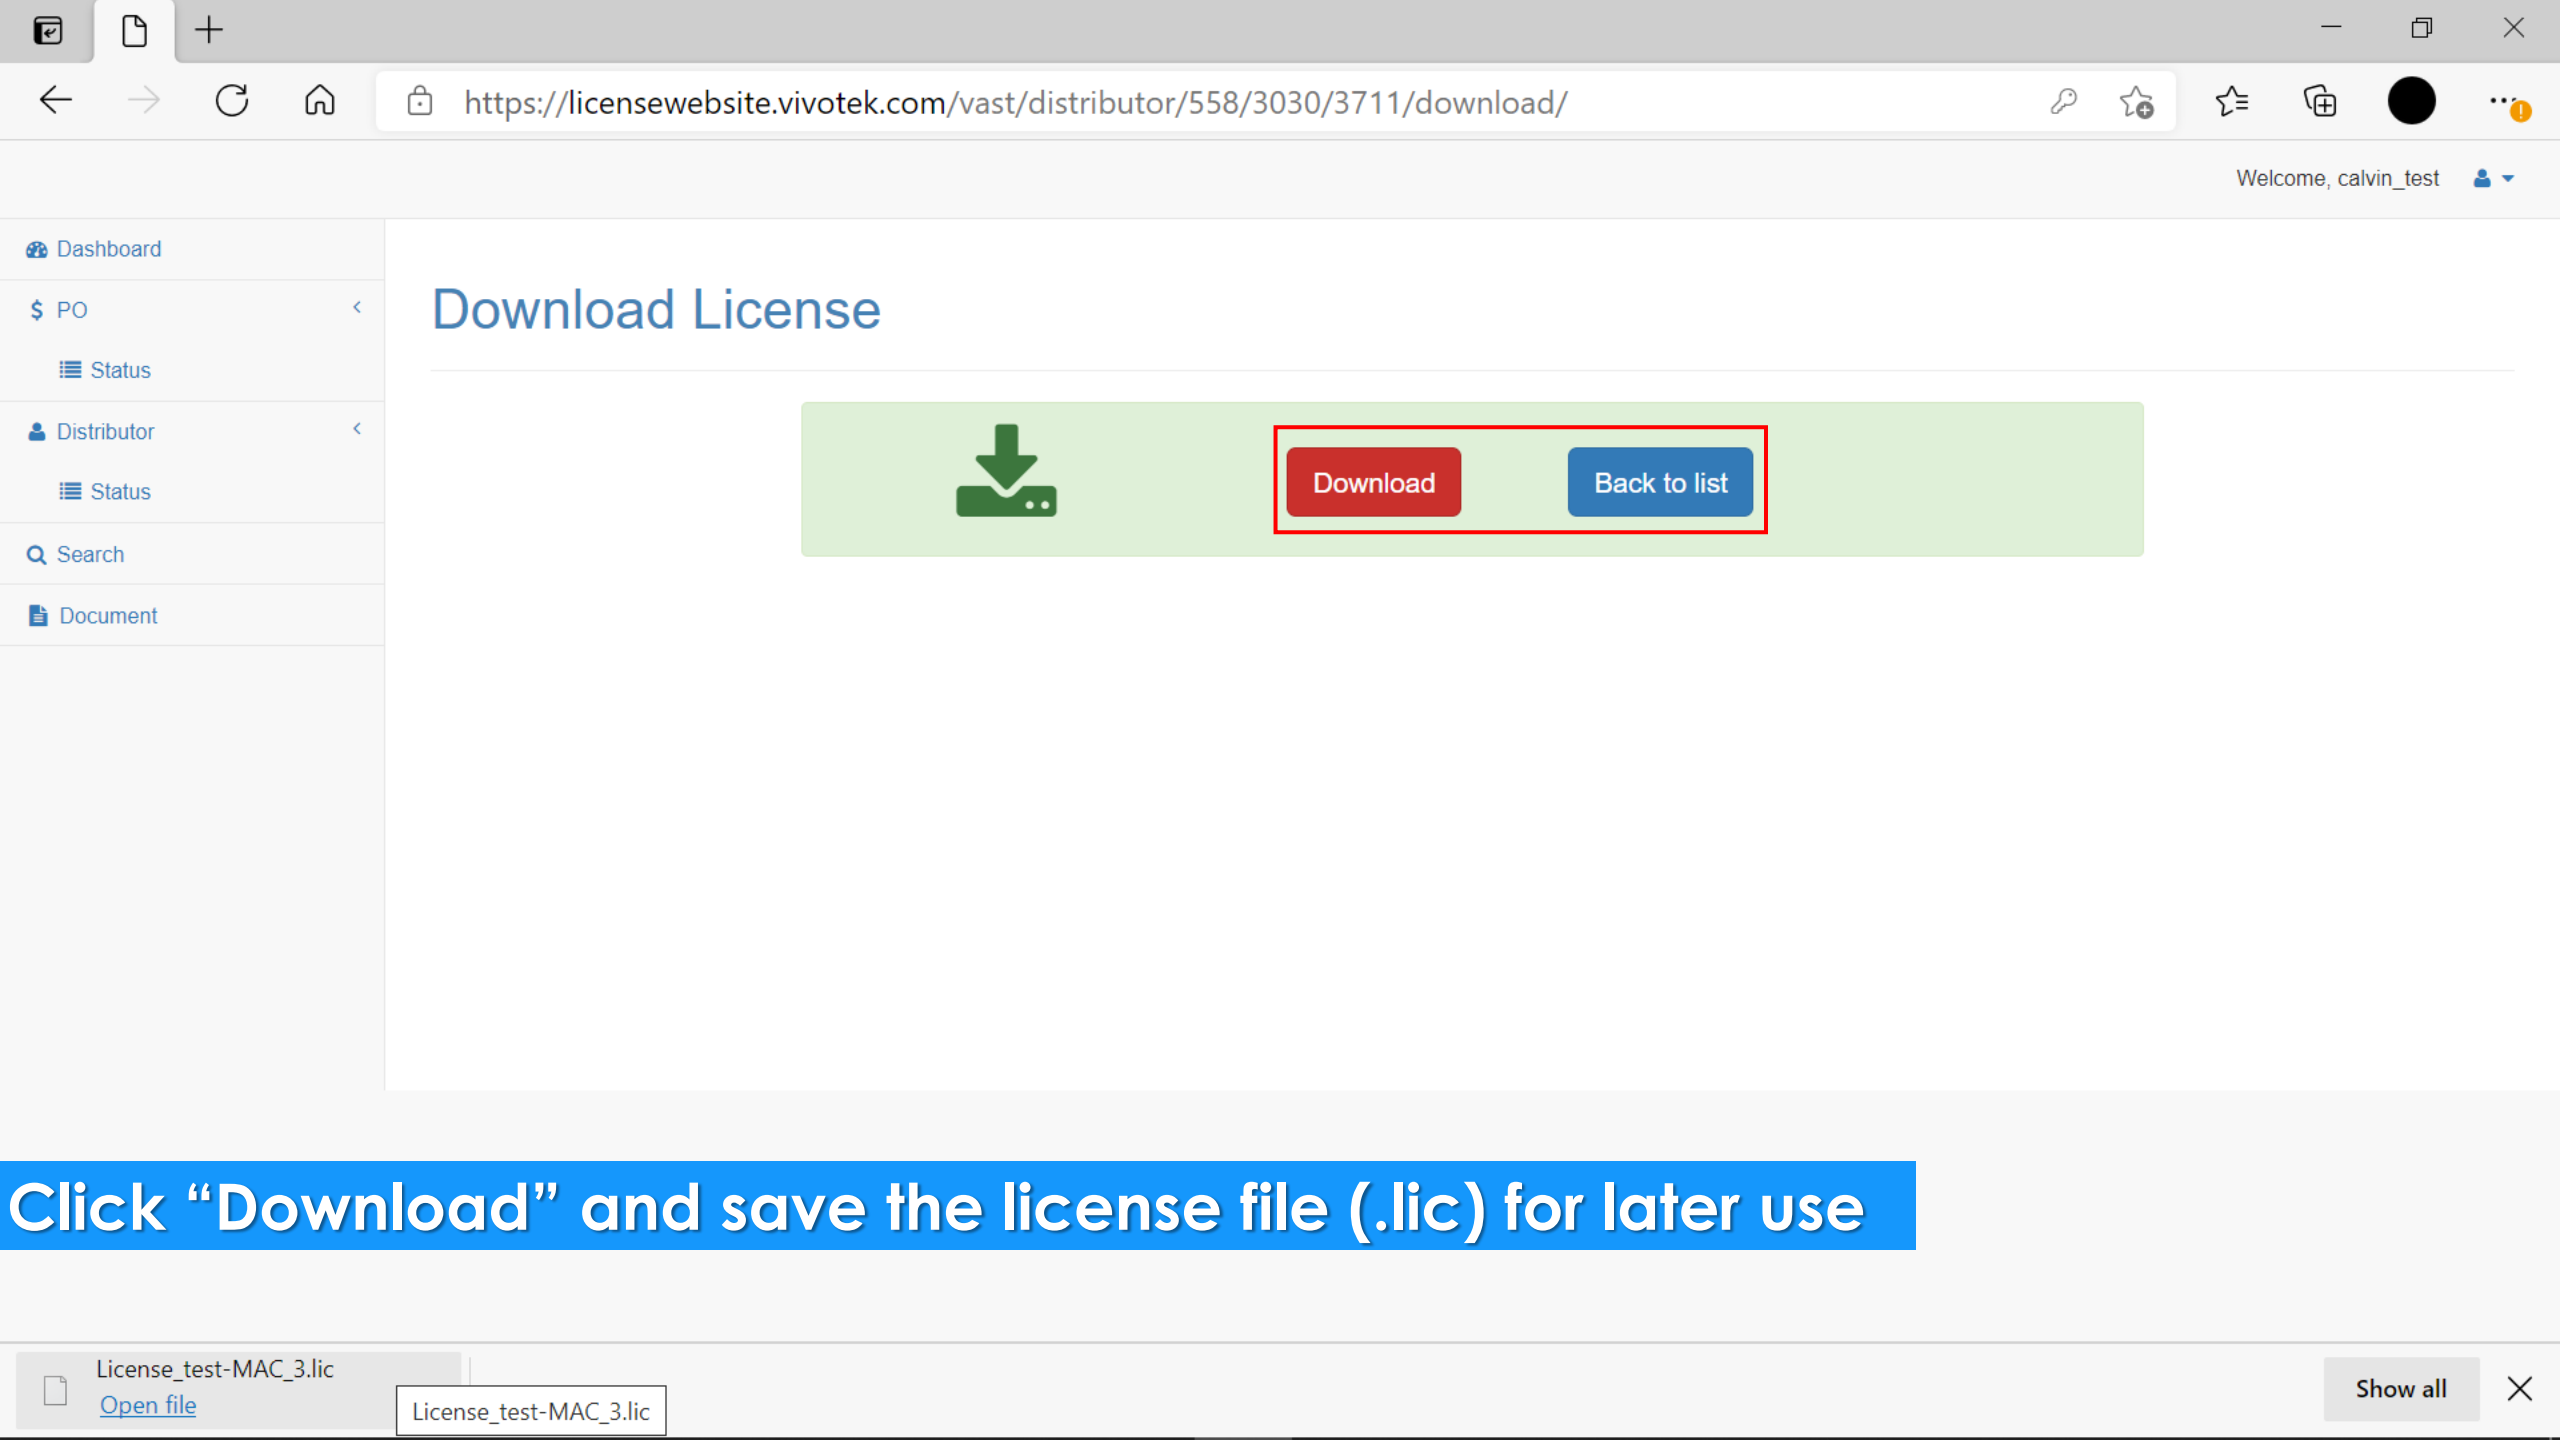 https://licensewebsite.vivotek.com/vast/distributor/558/3030/3711/download/
Welcome, calvin_test
Dashboard
$ PO
Status
Distributor
Status
Search
Document
Download License
Download
Back to list
Click “Download” and save the license file (.lic) for later use
License_test-MAC_3.lic
Open file
License_test-MAC_3.lic
Show all